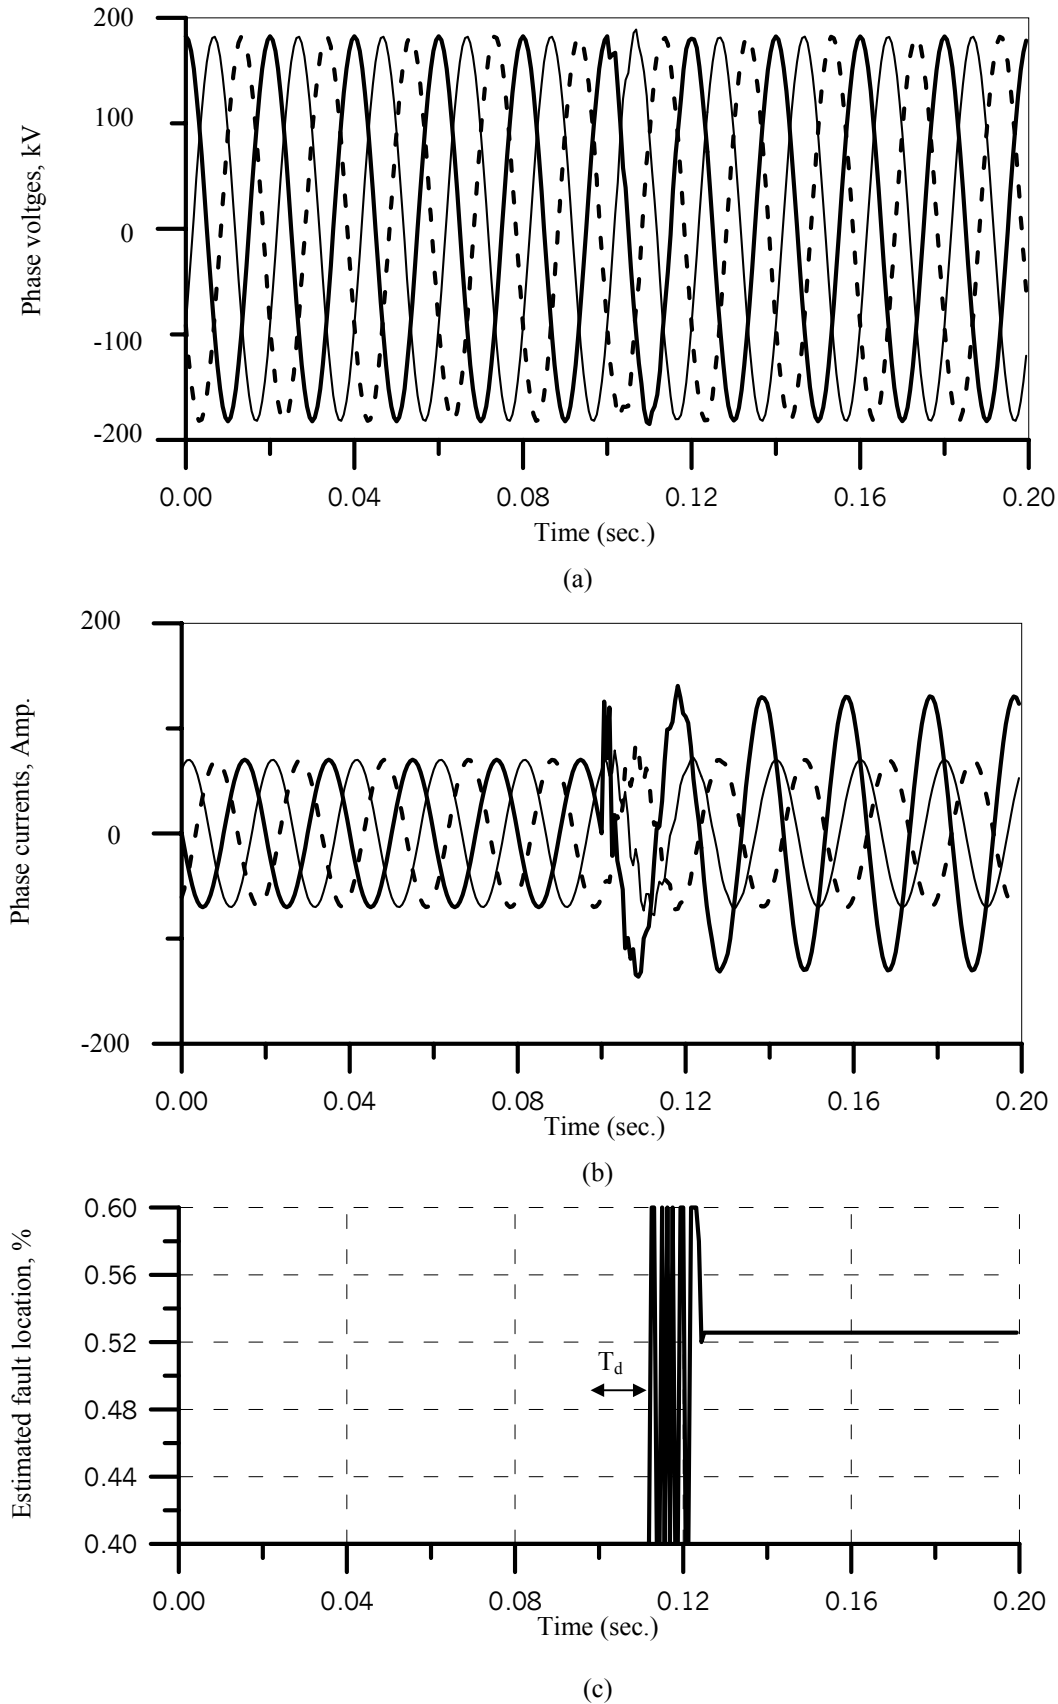 200
100
0
-100
-200
Phase voltges, kV
0.00 0.04 0.08 0.12 0.16 0.20
Time (sec.)
(a)
200
0
-200
Phase currents, Amp.
0.00 0.04 0.08 0.12 0.16 0.20
Time (sec.)
(b)
0.60
0.56
0.52
0.48
0.44
0.40
Estimated fault location, %
Td
0.00 0.04 0.08 0.12 0.16 0.20
Time (sec.)
(c)